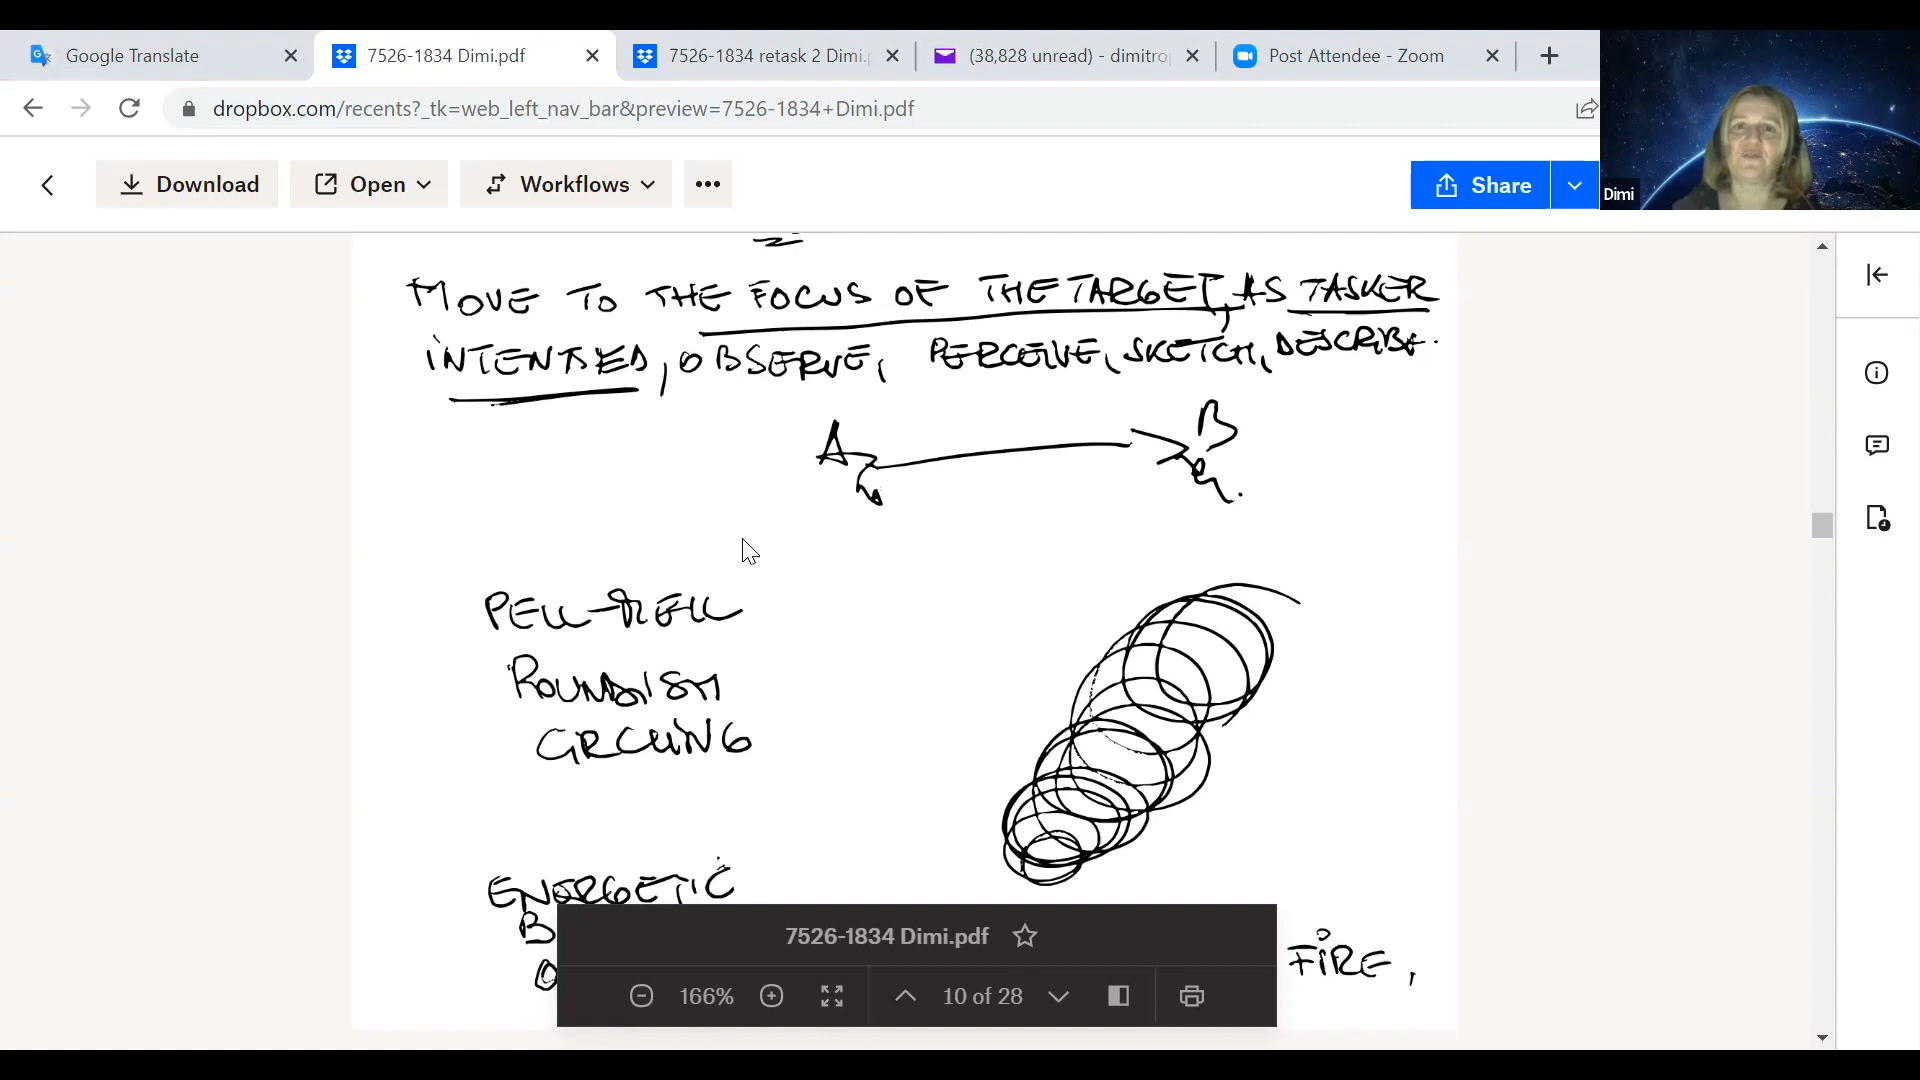 Google Translate
7526-1834 Dimi.pdf
7526-1834 retask 2 Dimi.p
(38,828 unread) - dimitro
Post Attendee - Zoom
dropbox.com/recents?_tk=web_left_nav_bar&preview=7526-1834+Dimi.pdf
Download
Open
Workflows
Share
Dimi
MOVE TO THE FOCUS OF THE TARGET, AS TASKER
INTENDED, OBSERVE, PERCEIVE, SKETCH, DESCRIBE.
A B
PELL-MELL
ROUNDISH
CIRCLING
ENERGETIC
B
O FIRE,
7526-1834 Dimi.pdf
166% 10 of 28